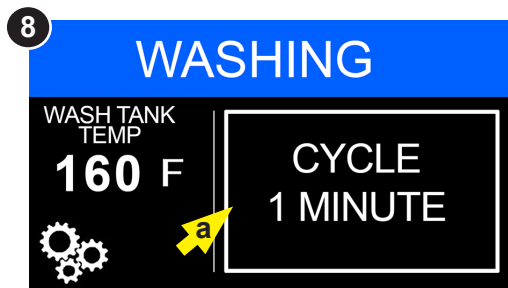 8
WASHING
WASH TANK
TEMP
160 F
CYCLE
1 MINUTE
a